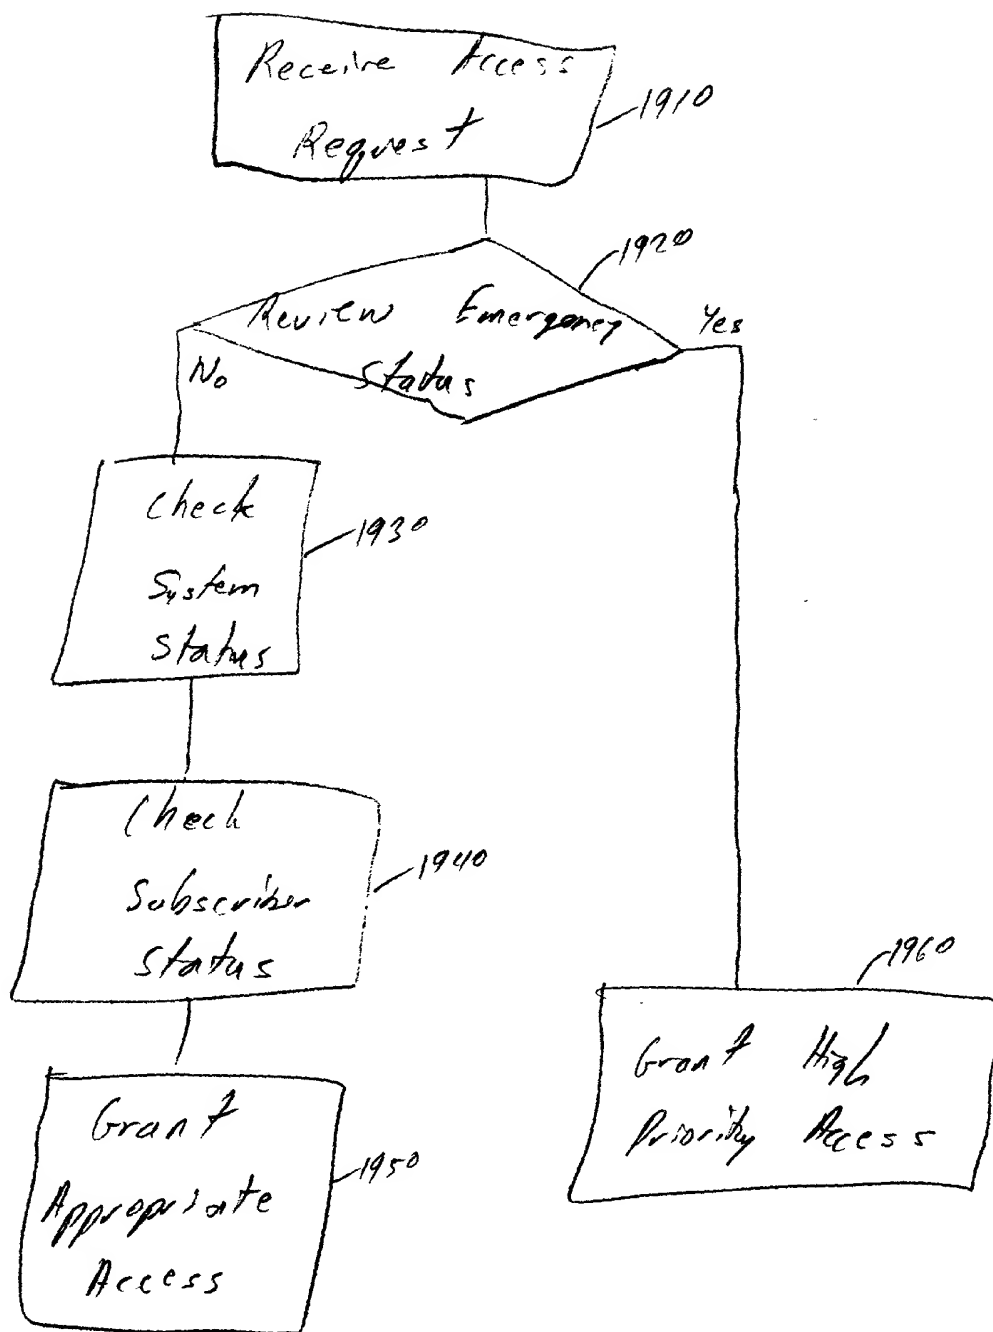 Receive Access
Request
1910
1920
Review Emergency
Status
Yes
No
Check
System
Status
1930
Check
Subscriber
Status
1940
1960
Grant High
Priority Access
Grant
Appropriate
Access
1950